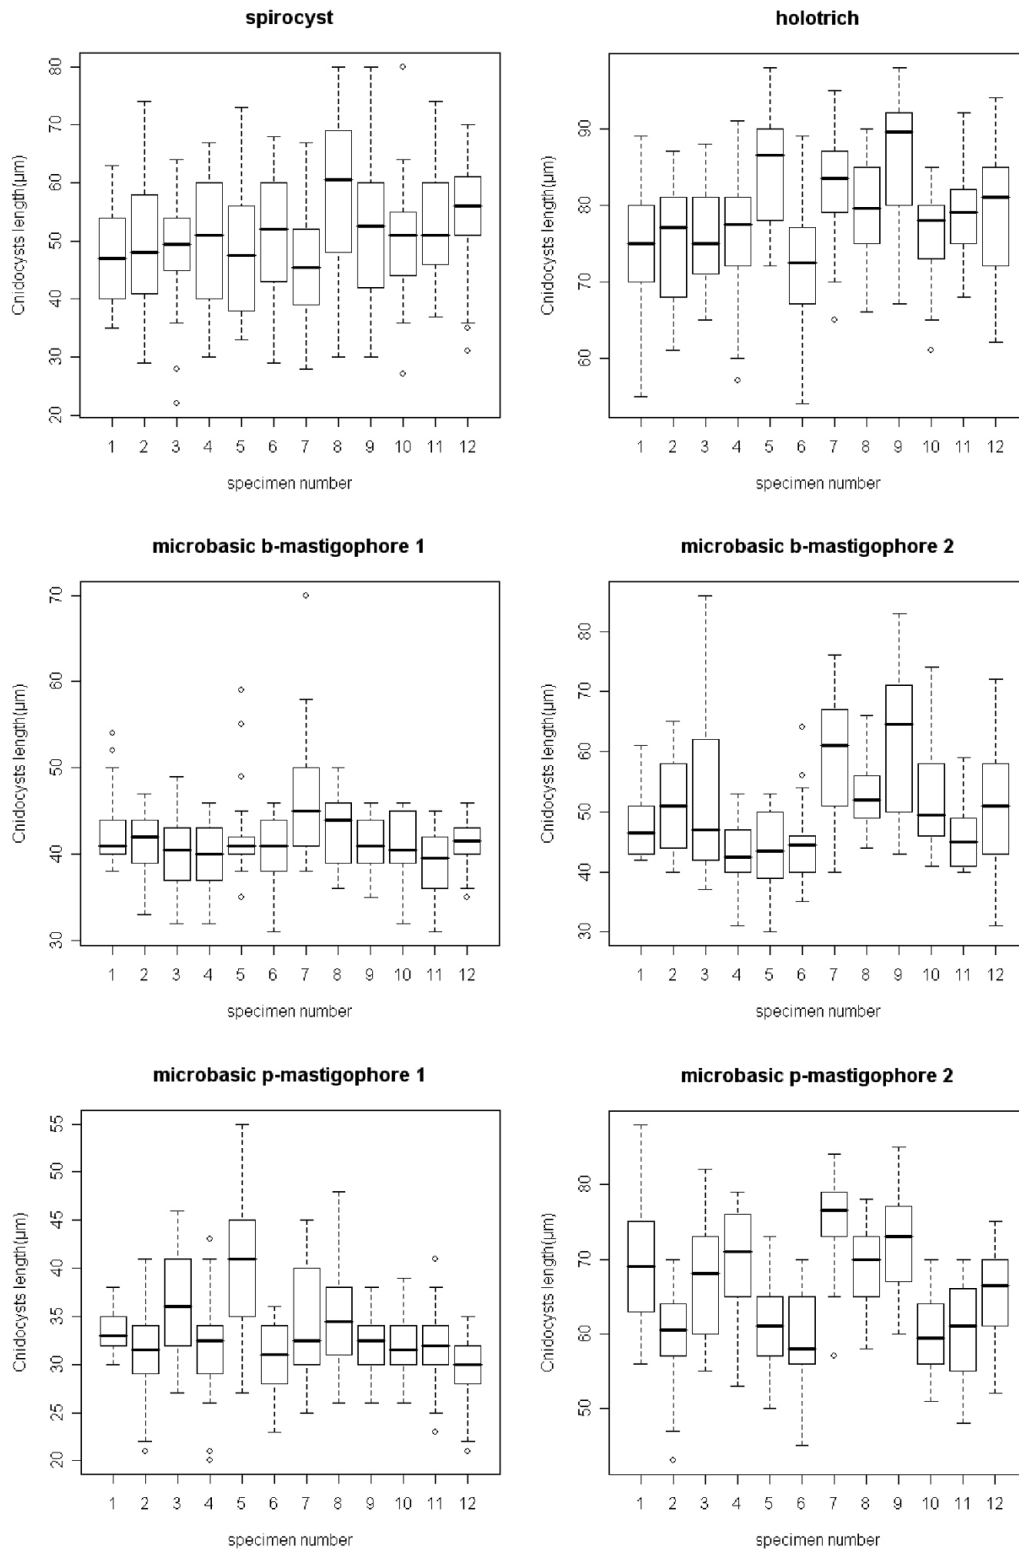 spirocyst
Cnidocysts length(µm)
80
70
60
50
40
30
20
1 2 3 4 5 6 7 8 9 10 11 12
specimen number
holotrich
Cnidocysts length(µm)
90
80
70
60
1 2 3 4 5 6 7 8 9 10 11 12
specimen number
microbasic b-mastigophore 1
Cnidocysts length(µm)
70
60
50
40
30
1 2 3 4 5 6 7 8 9 10 11 12
specimen number
microbasic b-mastigophore 2
Cnidocysts length(µm)
80
70
60
50
40
30
1 2 3 4 5 6 7 8 9 10 11 12
specimen number
microbasic p-mastigophore 1
Cnidocysts length(µm)
55
50
45
40
35
30
25
20
1 2 3 4 5 6 7 8 9 10 11 12
specimen number
microbasic p-mastigophore 2
Cnidocysts length(µm)
80
70
60
50
1 2 3 4 5 6 7 8 9 10 11 12
specimen number